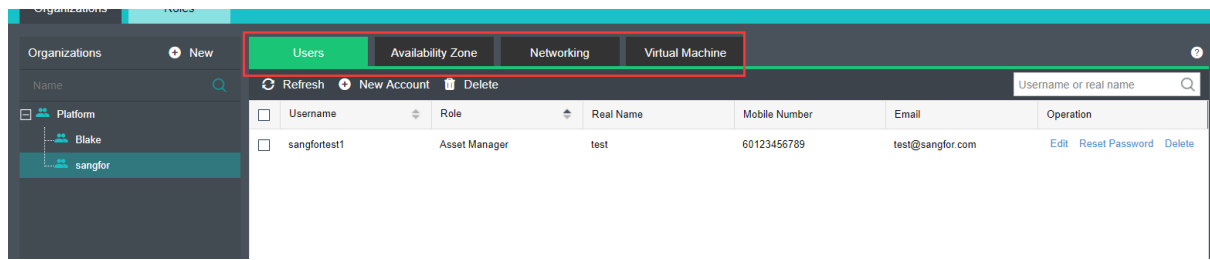 Organizations Roles
Organizations New
Name
Platform
Blake
sangfor
Users Availability Zone Networking Virtual Machine
?
Refresh New Account Delete Username or real name
Username Role Real Name Mobile Number Email Operation
sangfortest1 Asset Manager test 60123456789 test@sangfor.com Edit Reset Password Delete